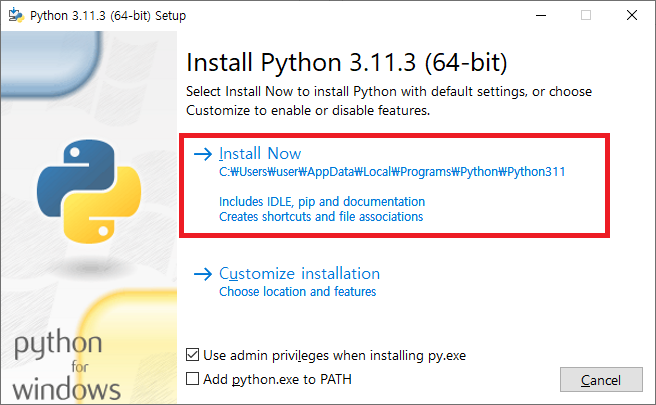 Python 3.11.3 (64-bit) Setup
Install Python 3.11.3 (64-bit)
Select Install Now to install Python with default settings, or choose
Customize to enable or disable features.
Install Now
C:₩Users₩user₩AppData₩Local₩Programs₩Python₩Python311
Includes IDLE, pip and documentation
Creates shortcuts and file associations
Customize installation
Choose location and features
python
for
windows
Use admin privileges when installing py.exe
Add python.exe to PATH
Cancel